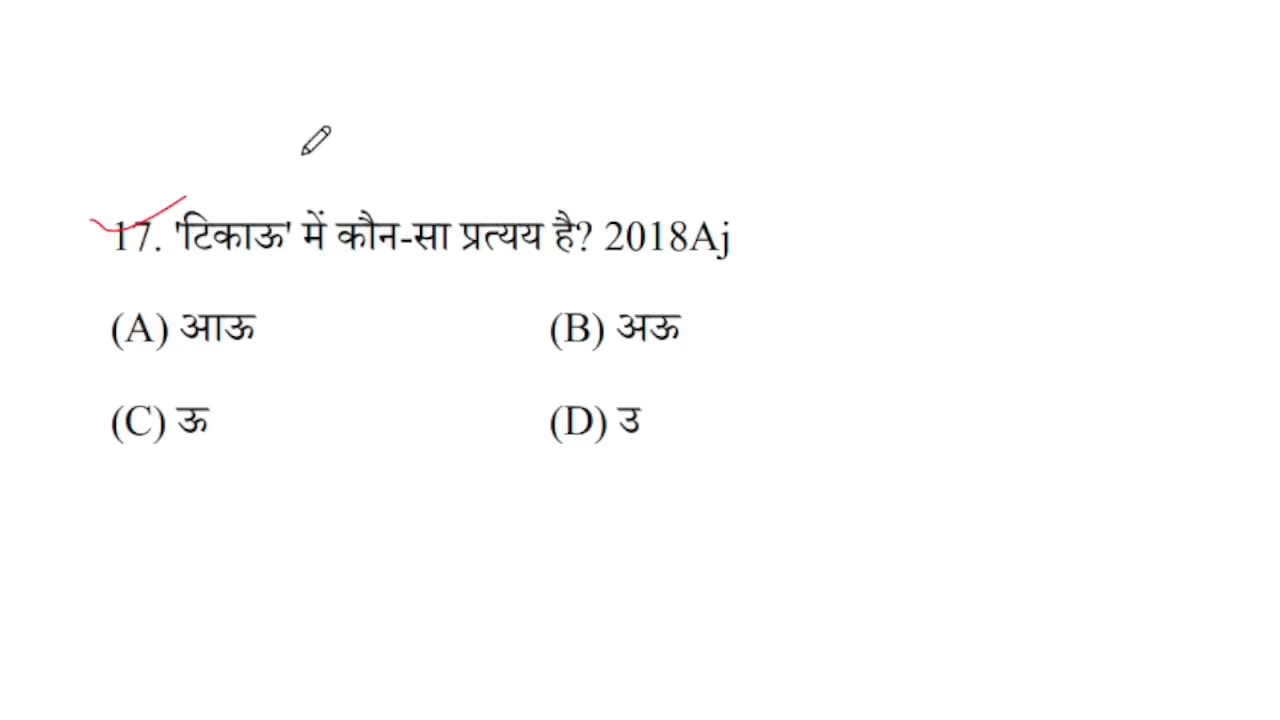 17. 'टिकाऊ' में कौन-सा प्रत्यय है? 2018Aj
(A) आऊ (B) अऊ
(C) ऊ (D) उ